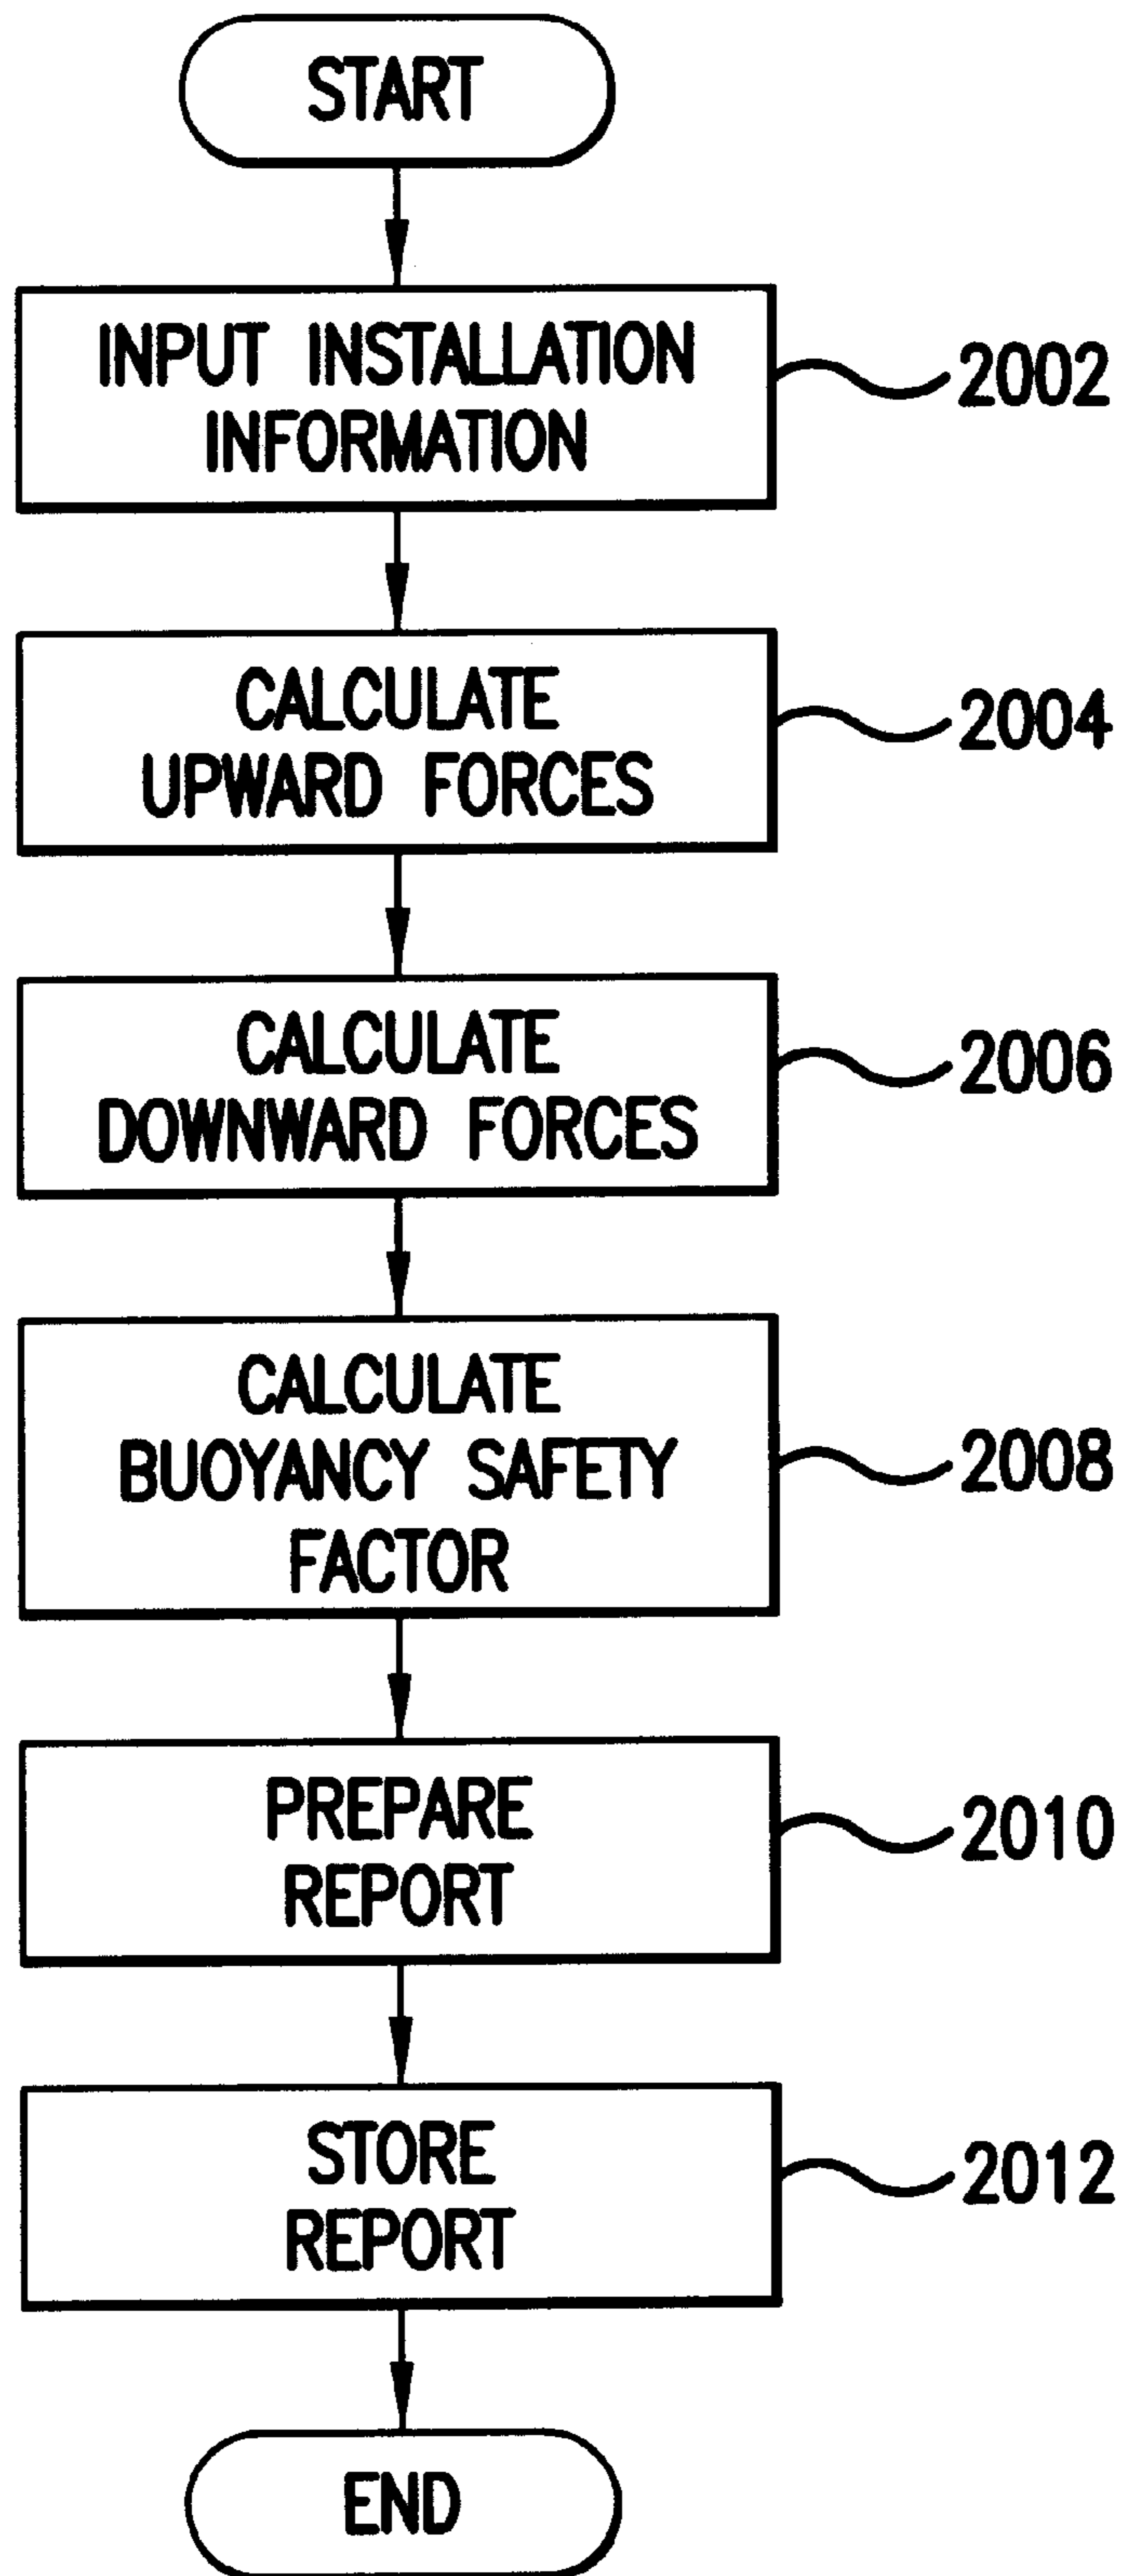 START
INPUT INSTALLATION
INFORMATION
2002
CALCULATE
UPWARD FORCES
2004
CALCULATE
DOWNWARD FORCES
2006
CALCULATE
BUOYANCY SAFETY
FACTOR
2008
PREPARE
REPORT
2010
STORE
REPORT
2012
END